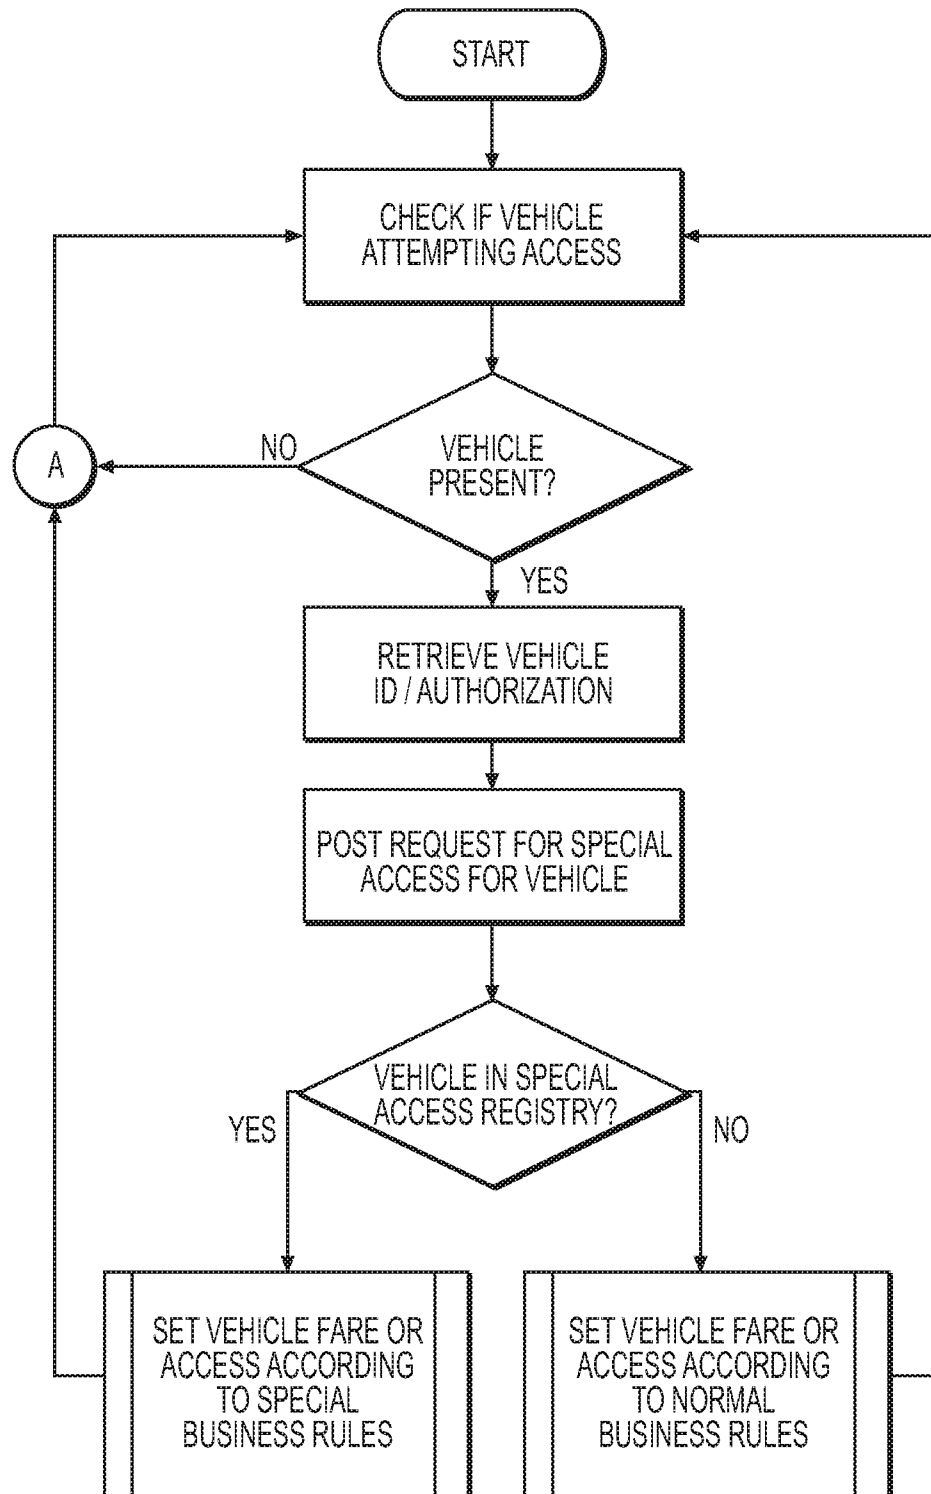 START
CHECK IF VEHICLE
ATTEMPTING ACCESS
NO
VEHICLE
PRESENT?
A
YES
RETRIEVE VEHICLE
ID / AUTHORIZATION
POST REQUEST FOR SPECIAL
ACCESS FOR VEHICLE
VEHICLE IN SPECIAL
ACCESS REGISTRY?
YES
NO
SET VEHICLE FARE OR
ACCESS ACCORDING
TO SPECIAL
BUSINESS RULES
SET VEHICLE FARE OR
ACCESS ACCORDING
TO NORMAL
BUSINESS RULES